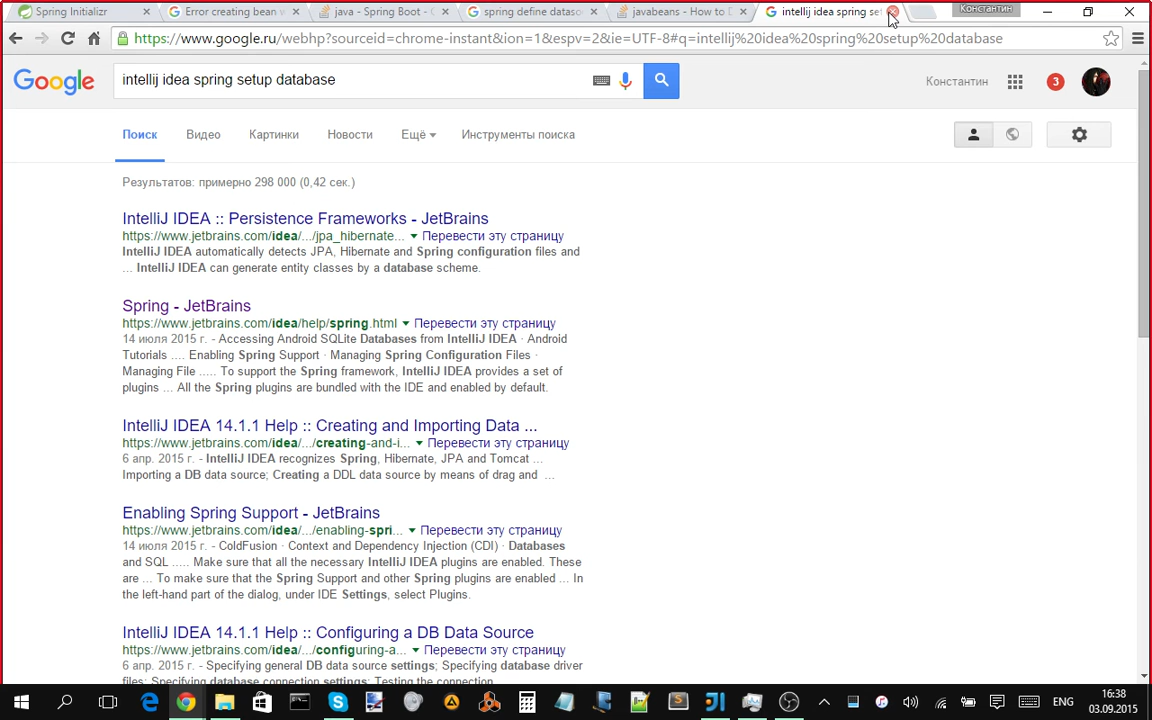 Spring Initializr
Error creating bean w
java - Spring Boot - C
spring define dataso
javabeans - How to D
intellij idea spring set
Константин
https://www.google.ru/webhp?sourceid=chrome-instant&ion=1&espv=2&ie=UTF-8#q=intellij%20idea%20spring%20setup%20database
Google
intellij idea spring setup database
Константин
3
Поиск
Видео
Картинки
Новости
Ещё
Инструменты поиска
Результатов: примерно 298 000 (0,42 сек.)
IntelliJ IDEA :: Persistence Frameworks - JetBrains
https://www.jetbrains.com/idea/.../jpa_hibernate... Перевести эту страницу
IntelliJ IDEA automatically detects JPA, Hibernate and Spring configuration files and
... IntelliJ IDEA can generate entity classes by a database scheme.
Spring - JetBrains
https://www.jetbrains.com/idea/help/spring.html Перевести эту страницу
14 июля 2015 г. - Accessing Android SQLite Databases from IntelliJ IDEA · Android
Tutorials .... Enabling Spring Support · Managing Spring Configuration Files ·
Managing File ..... To support the Spring framework, IntelliJ IDEA provides a set of
plugins ... All the Spring plugins are bundled with the IDE and enabled by default.
IntelliJ IDEA 14.1.1 Help :: Creating and Importing Data ...
https://www.jetbrains.com/idea/.../creating-and-i... Перевести эту страницу
6 апр. 2015 г. - IntelliJ IDEA recognizes Spring, Hibernate, JPA and Tomcat ...
Importing a DB data source; Creating a DDL data source by means of drag and ...
Enabling Spring Support - JetBrains
https://www.jetbrains.com/idea/.../enabling-spri... Перевести эту страницу
14 июля 2015 г. - ColdFusion · Context and Dependency Injection (CDI) · Databases
and SQL ..... Make sure that all the necessary IntelliJ IDEA plugins are enabled. These
are ... To make sure that the Spring Support and other Spring plugins are enabled ... In
the left-hand part of the dialog, under IDE Settings, select Plugins.
IntelliJ IDEA 14.1.1 Help :: Configuring a DB Data Source
https://www.jetbrains.com/idea/.../configuring-a... Перевести эту страницу
6 апр. 2015 г. - Specifying general DB data source settings; Specifying database driver
files; Specifying database connection settings; Testing the connection.
ENG
16:38
03.09.2015